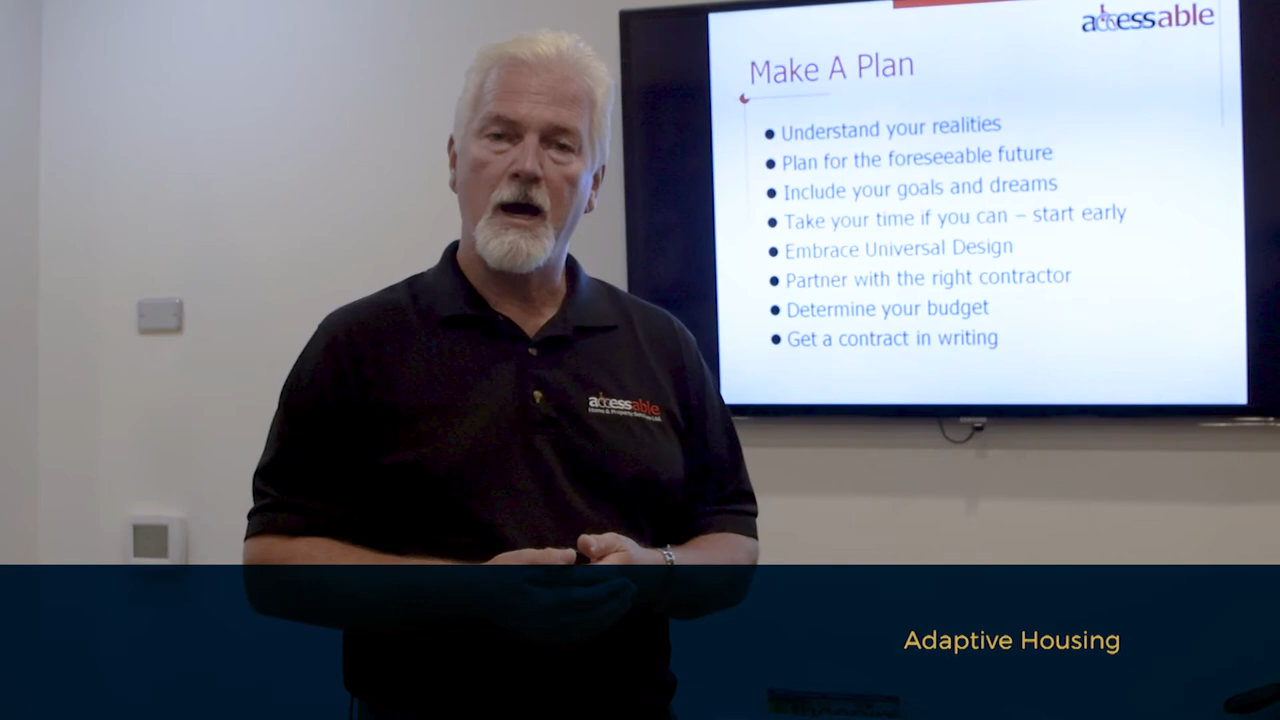 accessable
Make A Plan
Understand your realities
Plan for the foreseeable future
Include your goals and dreams
Take your time if you can – start early
Embrace Universal Design
Partner with the right contractor
Determine your budget
Get a contract in writing
accessable
Home & Property
Adaptive Housing